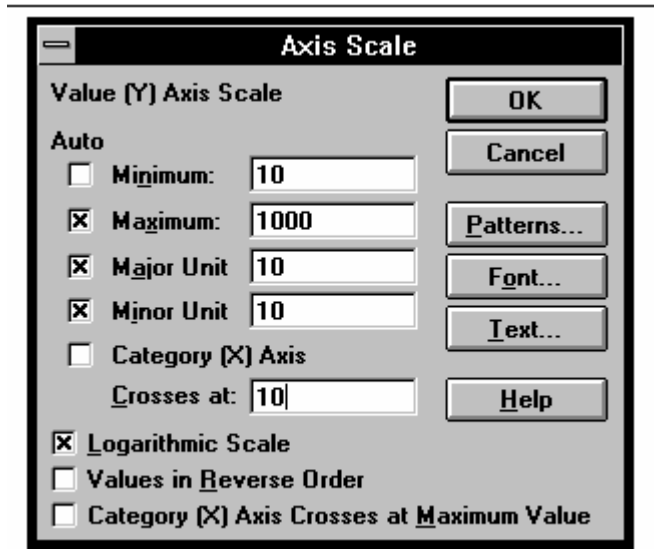 Axis Scale
Value (Y) Axis Scale
OK
Auto
Cancel
Minimum: 10
Maximum: 1000
Patterns...
Major Unit 10
Font...
Minor Unit 10
Text...
Category (X) Axis
Crosses at: 10
Help
Logarithmic Scale
Values in Reverse Order
Category (X) Axis Crosses at Maximum Value